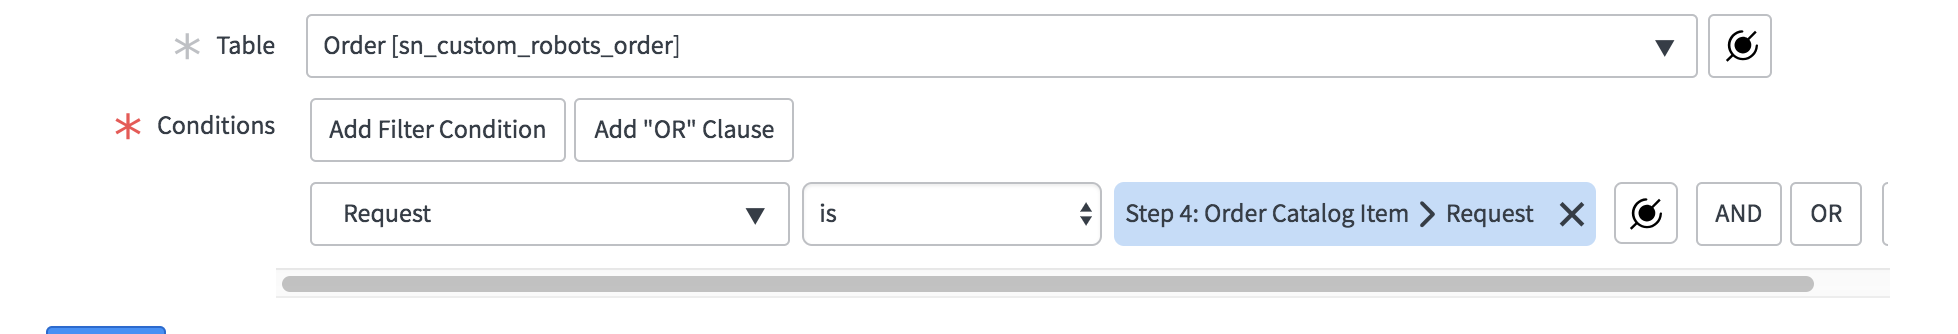 Table Order [sn_custom_robots_order]
Conditions Add Filter Condition Add "OR" Clause
Request is Step 4: Order Catalog Item > Request AND OR